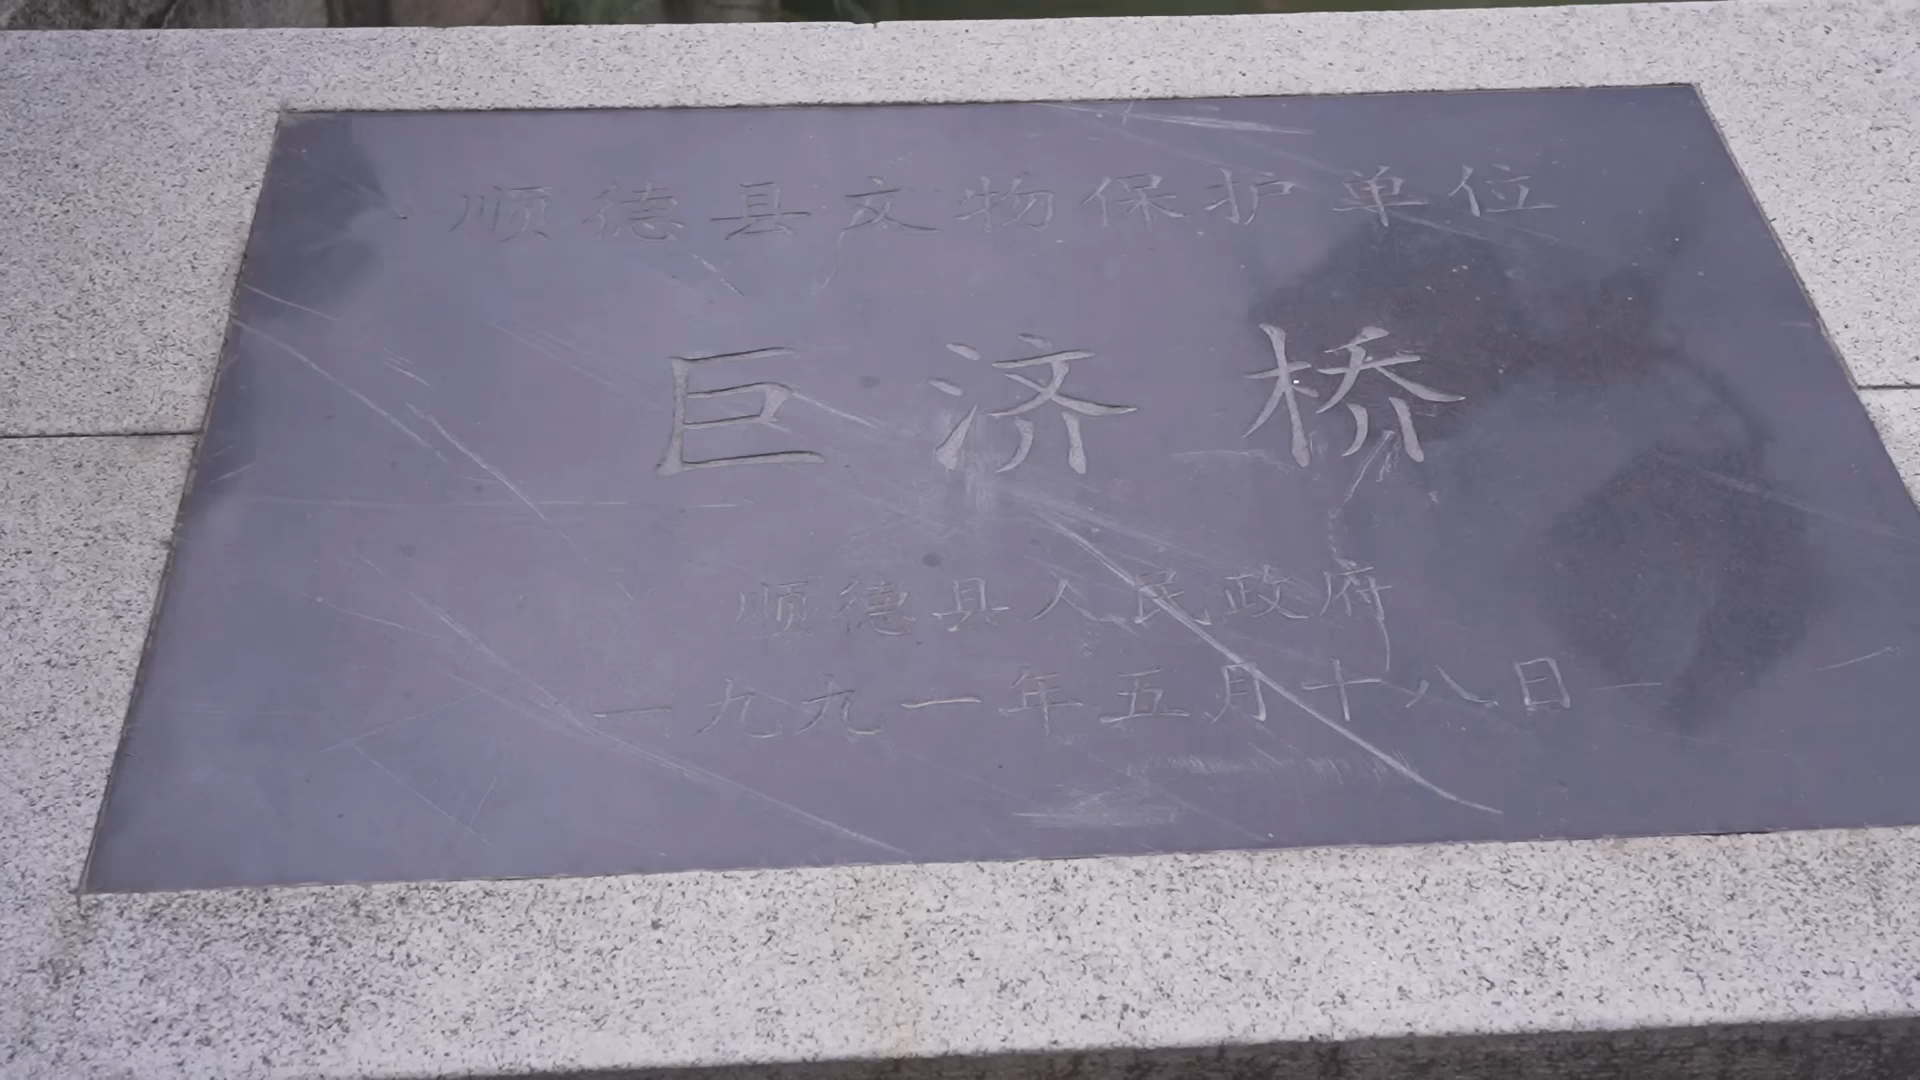 顺德县文物保护单位
巨济桥
顺德县人民政府
一九九一年五月十八日